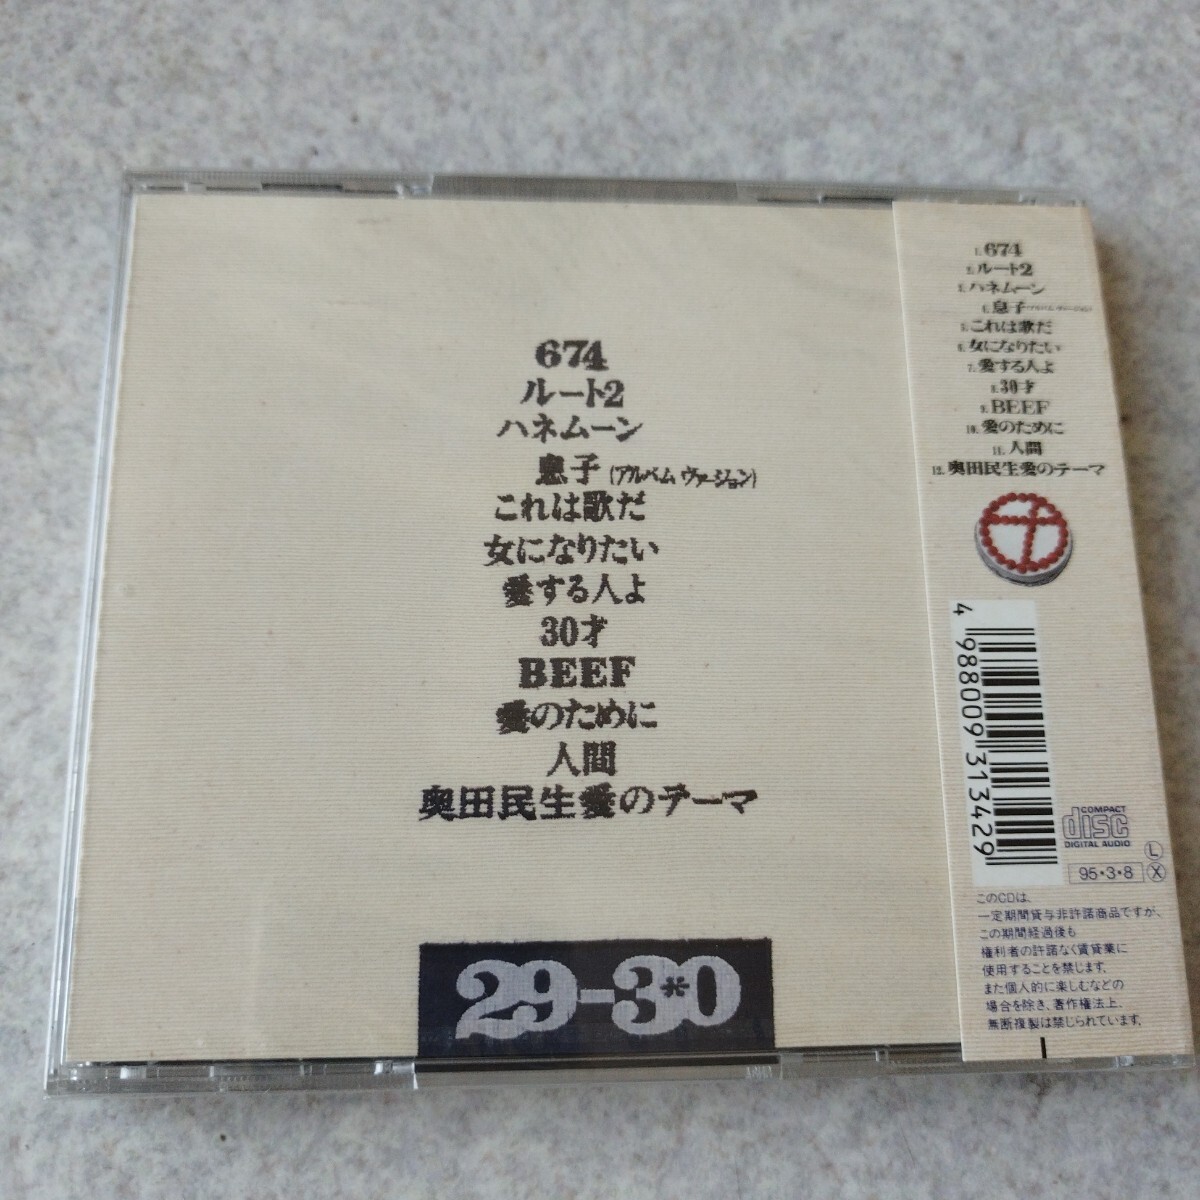 674
ルート2
ハネムーン
息子 (アルバム ヴァージョン)
これは歌だ
女になりたい
愛する人よ
30才
BEEF
愛のために
人間
奥田民生愛のテーマ
29-30
1. 674
2. ルート2
3. ハネムーン
4. 息子 (アルバム ヴァージョン)
5. これは歌だ
6. 女になりたい
7. 愛する人よ
8. 30才
9. BEEF
10. 愛のために
11. 人間
12. 奥田民生愛のテーマ
4 988009 313429
COMPACT
disc
DIGITAL AUDIO
L
95・3・8 X
このCDは、
一定期間貸与非許諾商品ですが、
この期間経過後も
権利者の許諾なく賃貸業に
使用することを禁じます。
また個人的に楽しむなどの
場合を除き、著作権法上、
無断複製は禁じられています。